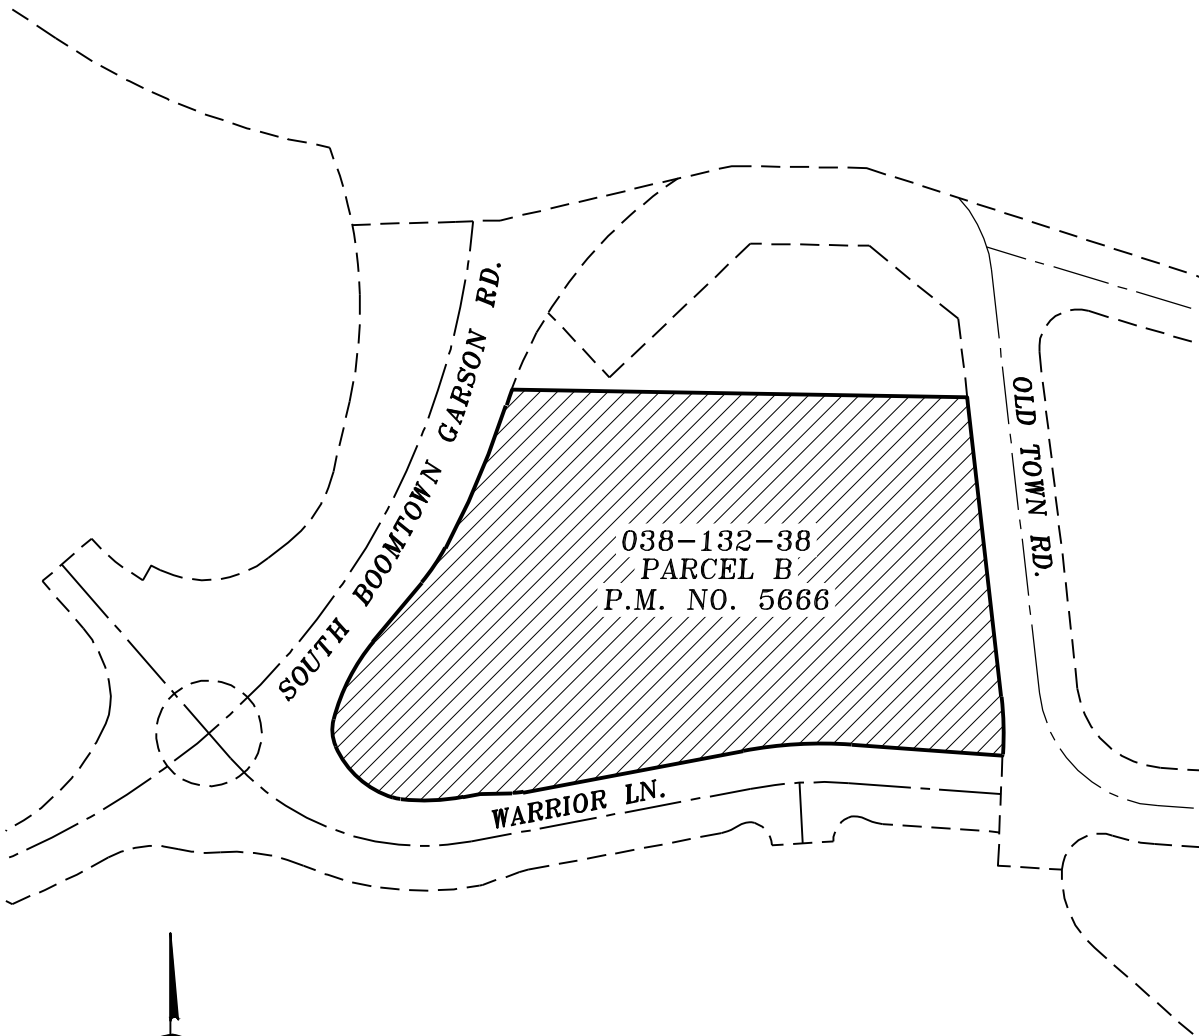 SOUTH BOOMTOWN GARSON RD.
OLD TOWN RD.
038-132-38
PARCEL B
P.M. NO. 5666
WARRIOR LN.